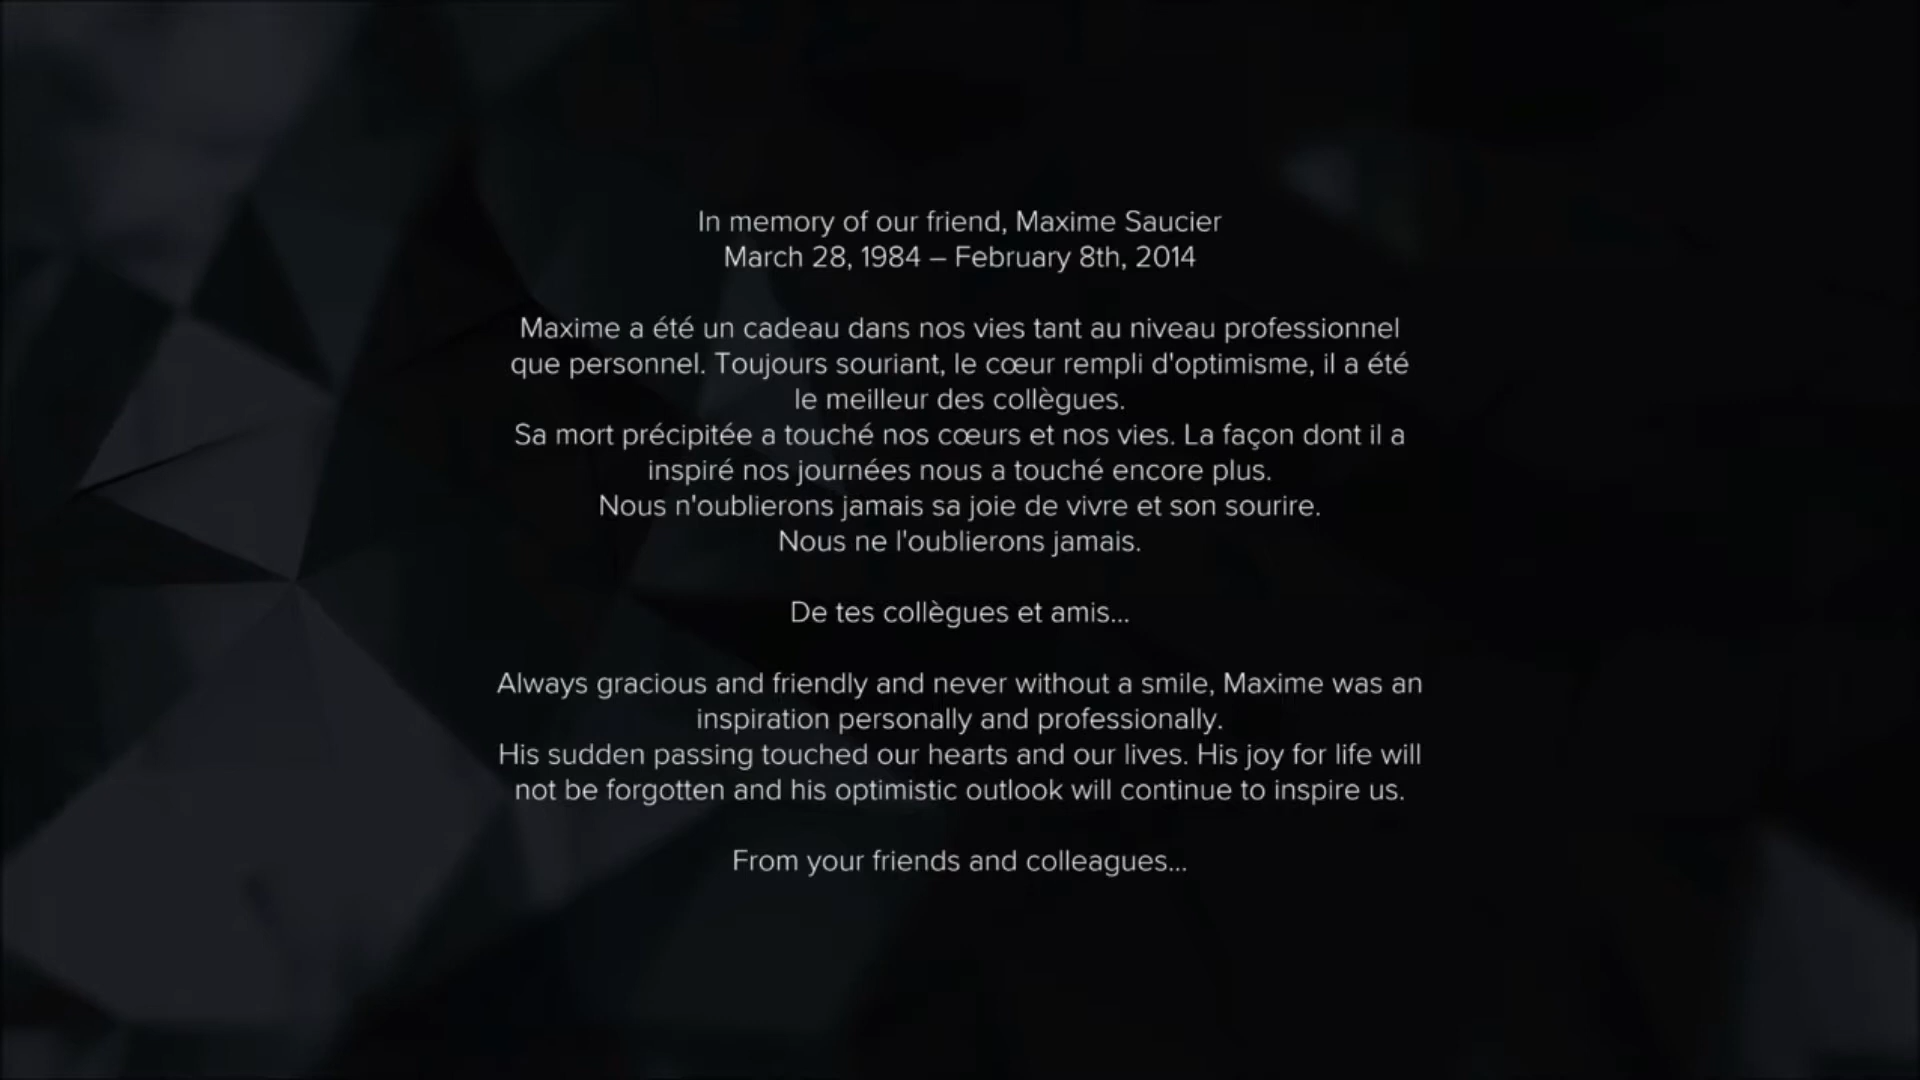 In memory of our friend, Maxime Saucier
March 28, 1984 – February 8th, 2014
Maxime a été un cadeau dans nos vies tant au niveau professionnel
que personnel. Toujours souriant, le cœur rempli d'optimisme, il a été
le meilleur des collègues.
Sa mort précipitée a touché nos cœurs et nos vies. La façon dont il a
inspiré nos journées nous a touché encore plus.
Nous n'oublierons jamais sa joie de vivre et son sourire.
Nous ne l'oublierons jamais.
De tes collègues et amis...
Always gracious and friendly and never without a smile, Maxime was an
inspiration personally and professionally.
His sudden passing touched our hearts and our lives. His joy for life will
not be forgotten and his optimistic outlook will continue to inspire us.
From your friends and colleagues...